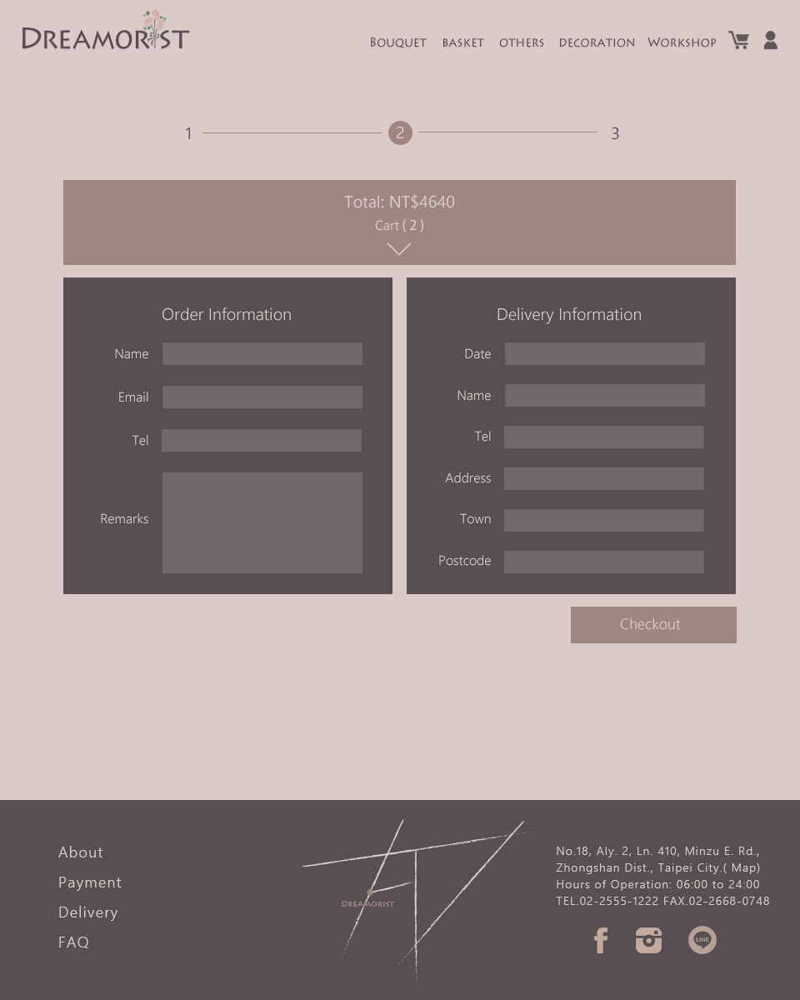 DREAMORIST
BOUQUET BASKET OTHERS DECORATION WORKSHOP
1 2 3
Total: NT$4640
Cart ( 2 )
Order Information
Name
Email
Tel
Remarks
Delivery Information
Date
Name
Tel
Address
Town
Postcode
Checkout
About
Payment
Delivery
FAQ
DREAMORIST
No.18, Aly. 2, Ln. 410, Minzu E. Rd.,
Zhongshan Dist., Taipei City.( Map)
Hours of Operation: 06:00 to 24:00
TEL.02-2555-1222 FAX.02-2668-0748
LINE